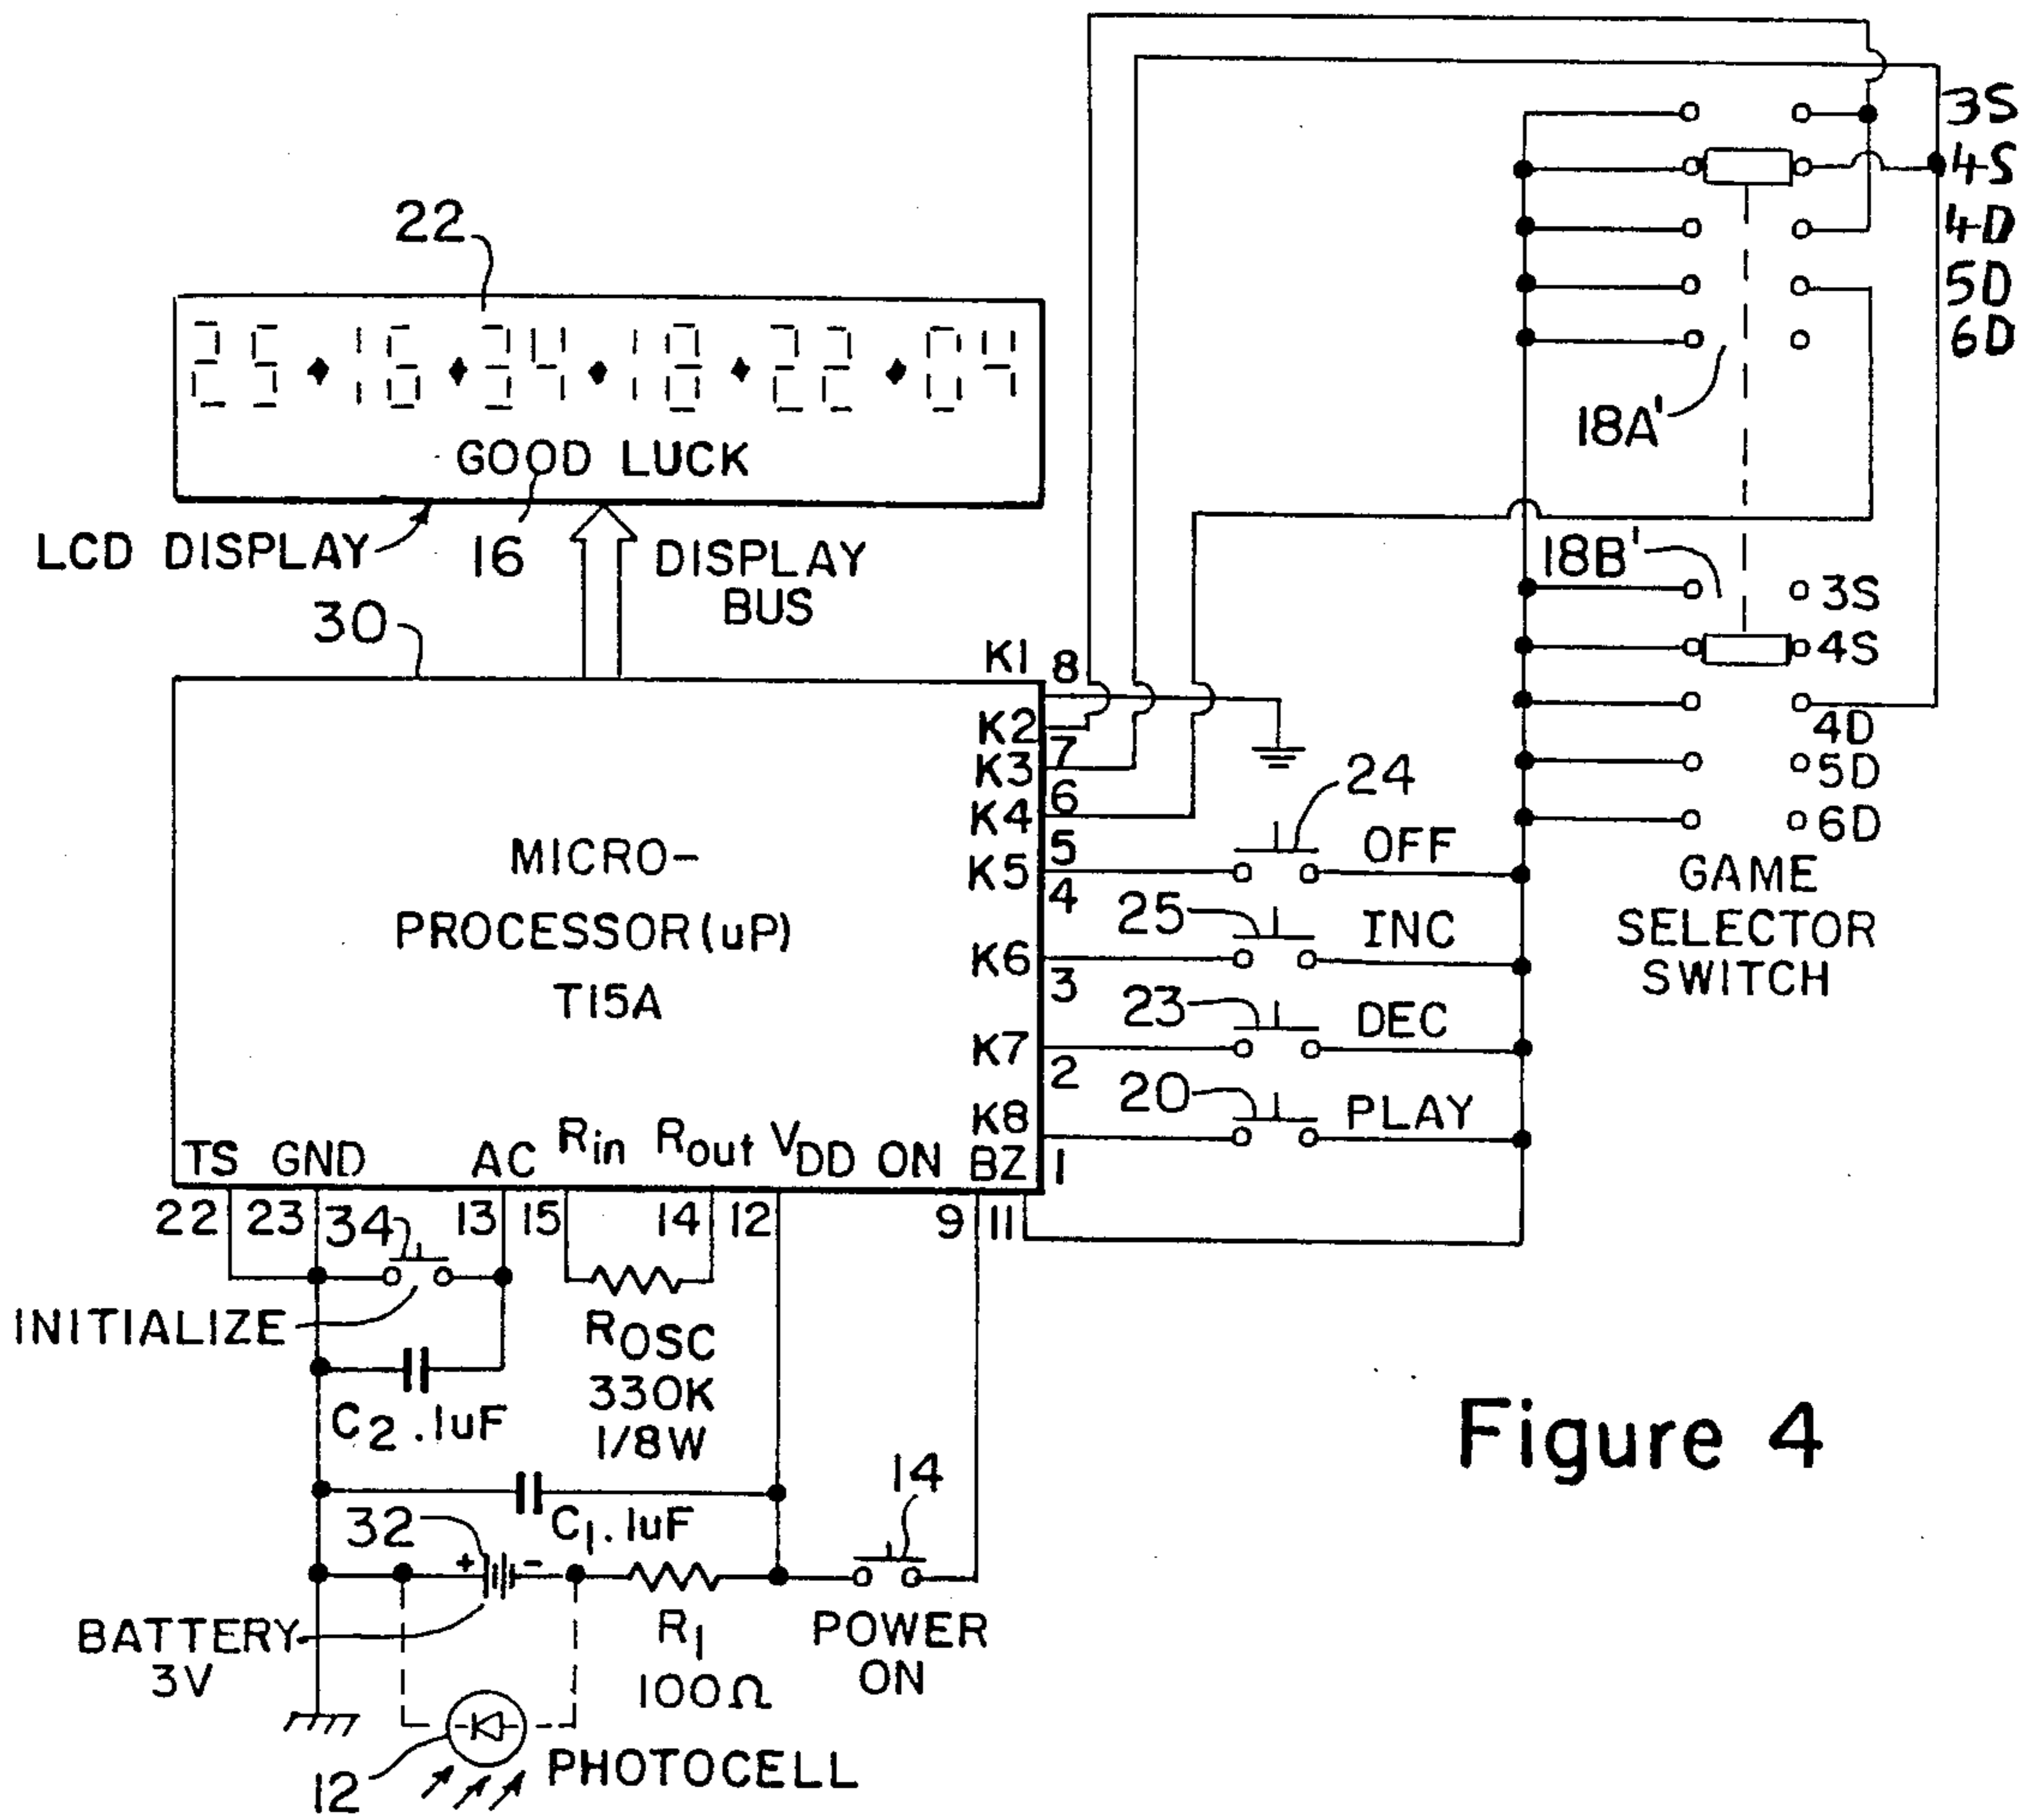 3S
4S
4D
5D
6D
18A'
22
25♦16♦34♦18♦22♦04
GOOD LUCK
LCD DISPLAY
16
DISPLAY
BUS
18B'
3S
4S
4D
5D
6D
GAME
SELECTOR
SWITCH
30
MICRO-
PROCESSOR(uP)
T15A
K1 8
K2 7
K3 6
K4 5
K5 4
K6 3
K7 2
K8 1
24 OFF
25 INC
23 DEC
20 PLAY
TS GND AC Rin Rout VDD ON BZ
22 23 34 13 15 14 12 9 11
INITIALIZE
ROSC
330K
1/8W
C2 .1uF
C1 .1uF
32
+ -
BATTERY
3V
R1
100Ω
14
POWER
ON
12
PHOTOCELL
Figure 4